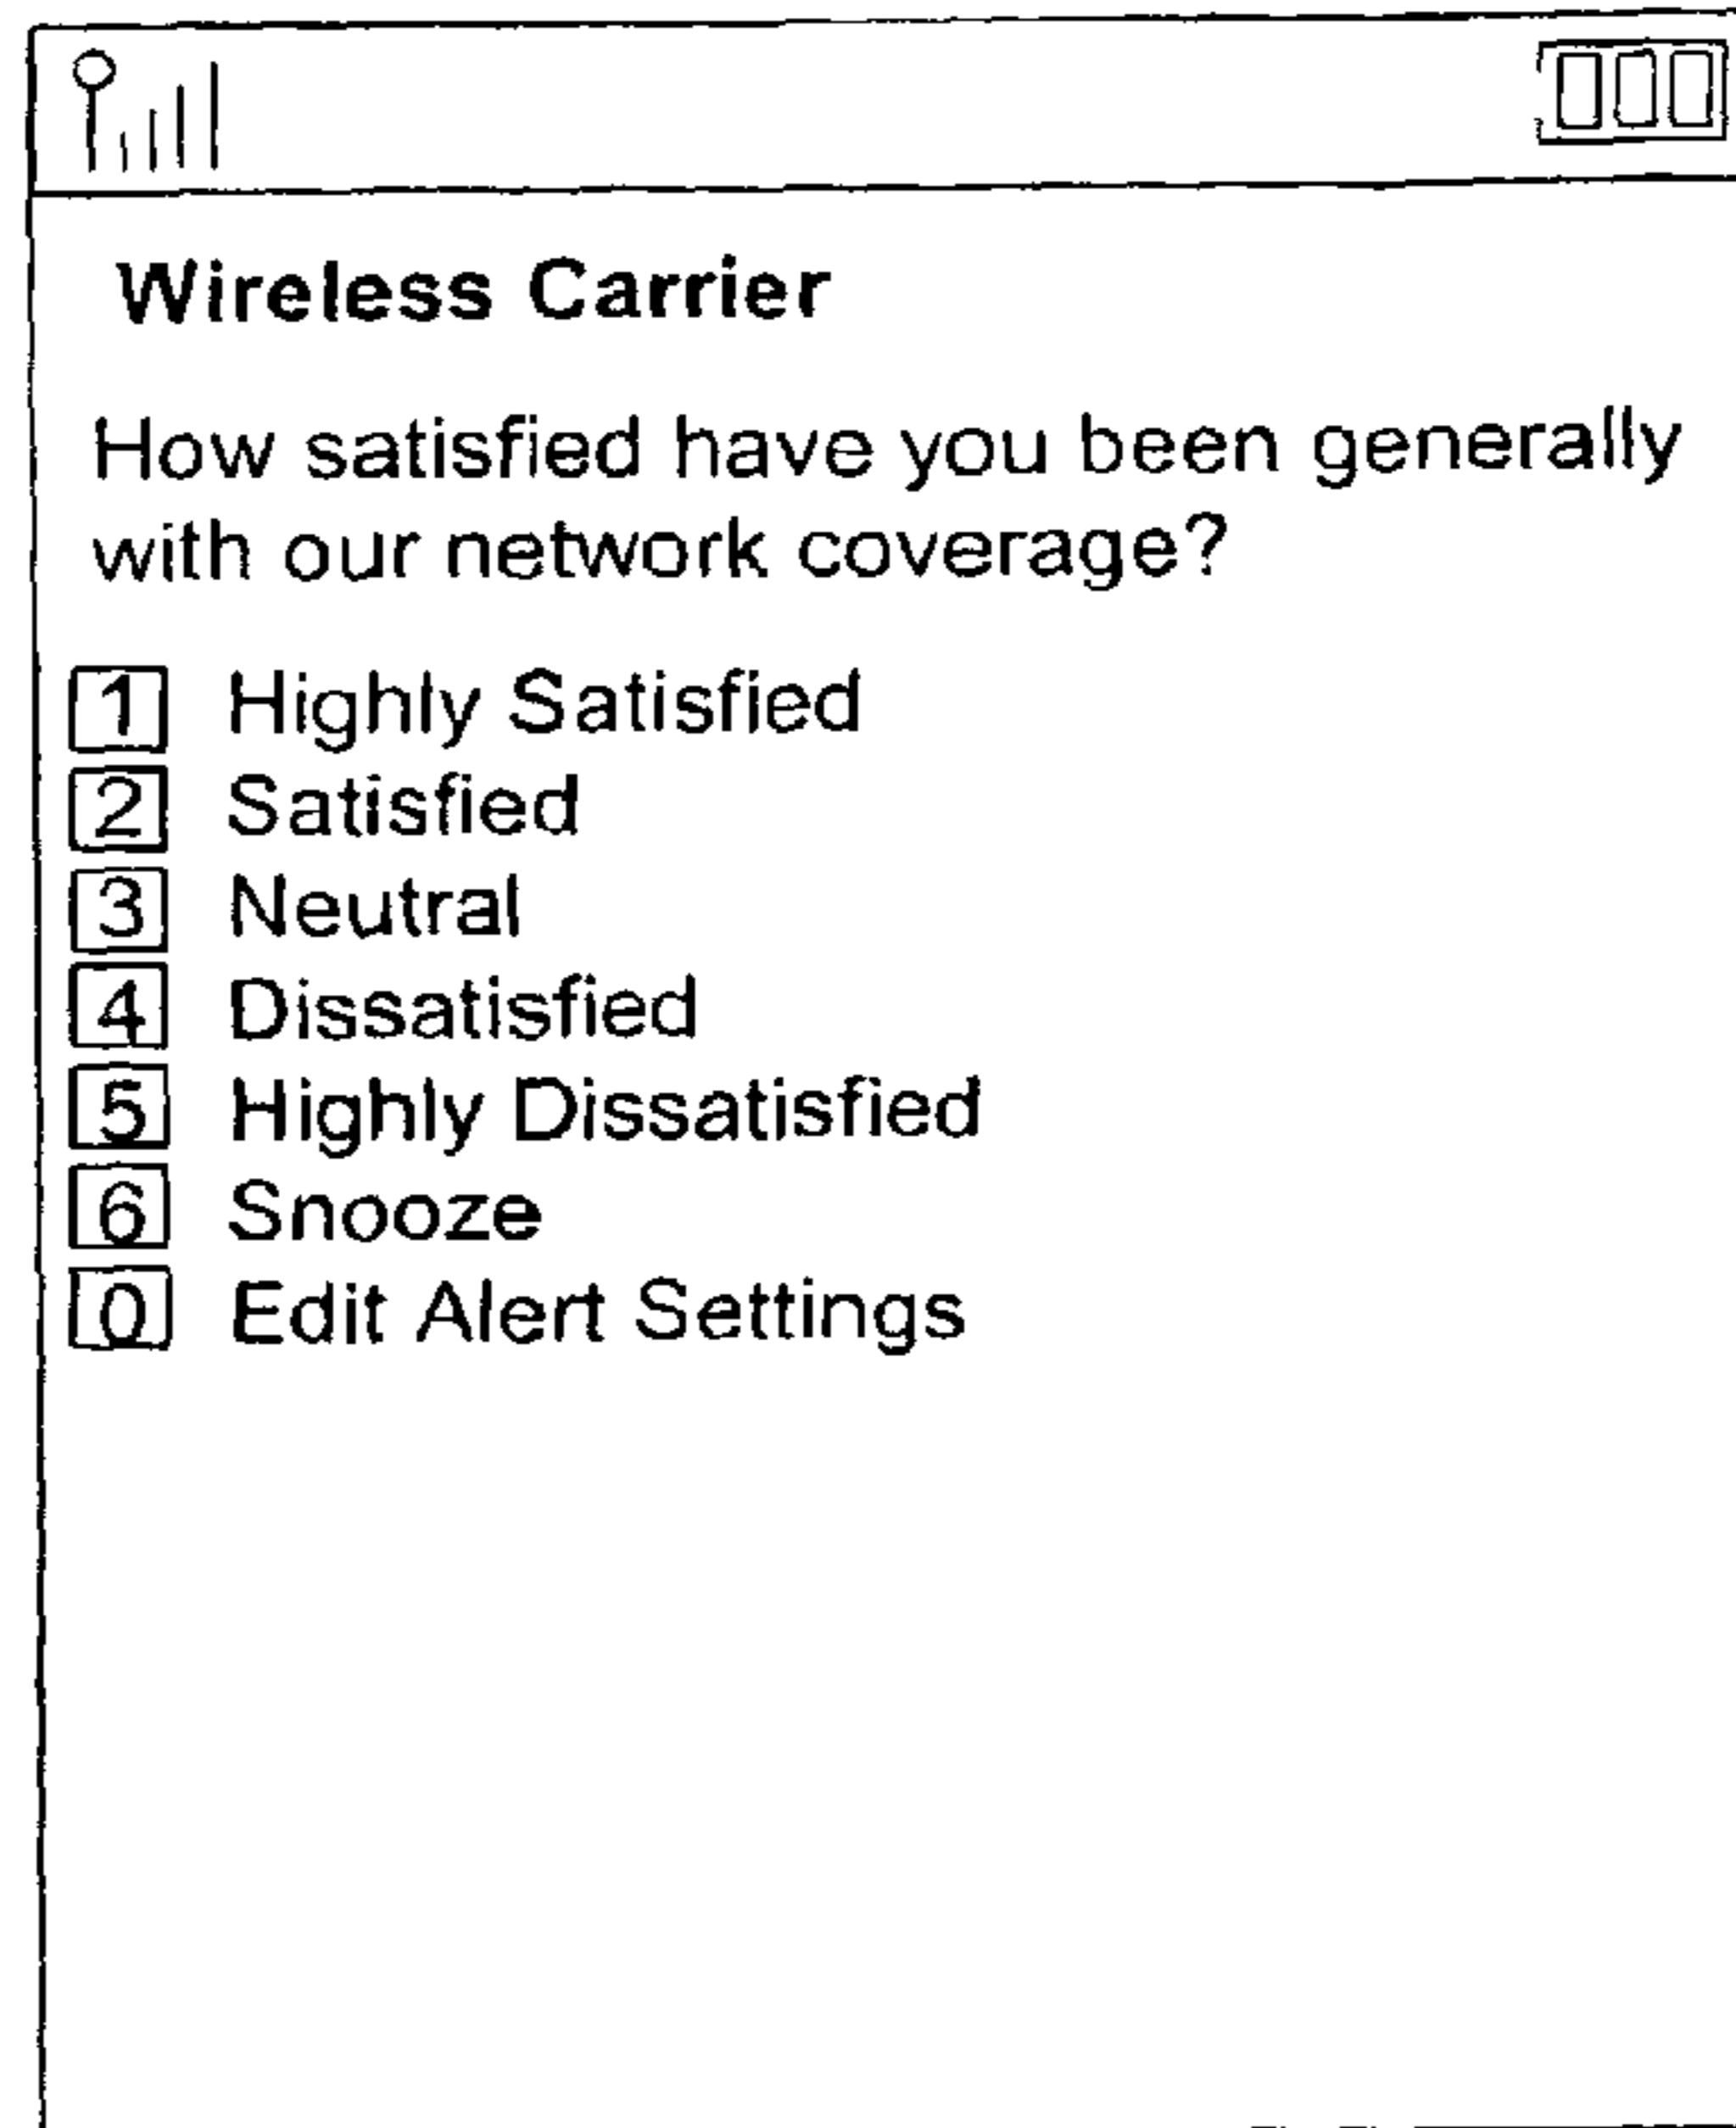 Wireless Carrier
How satisfied have you been generally
with our network coverage?
1 Highly Satisfied
2 Satisfied
3 Neutral
4 Dissatisfied
5 Highly Dissatisfied
6 Snooze
0 Edit Alert Settings